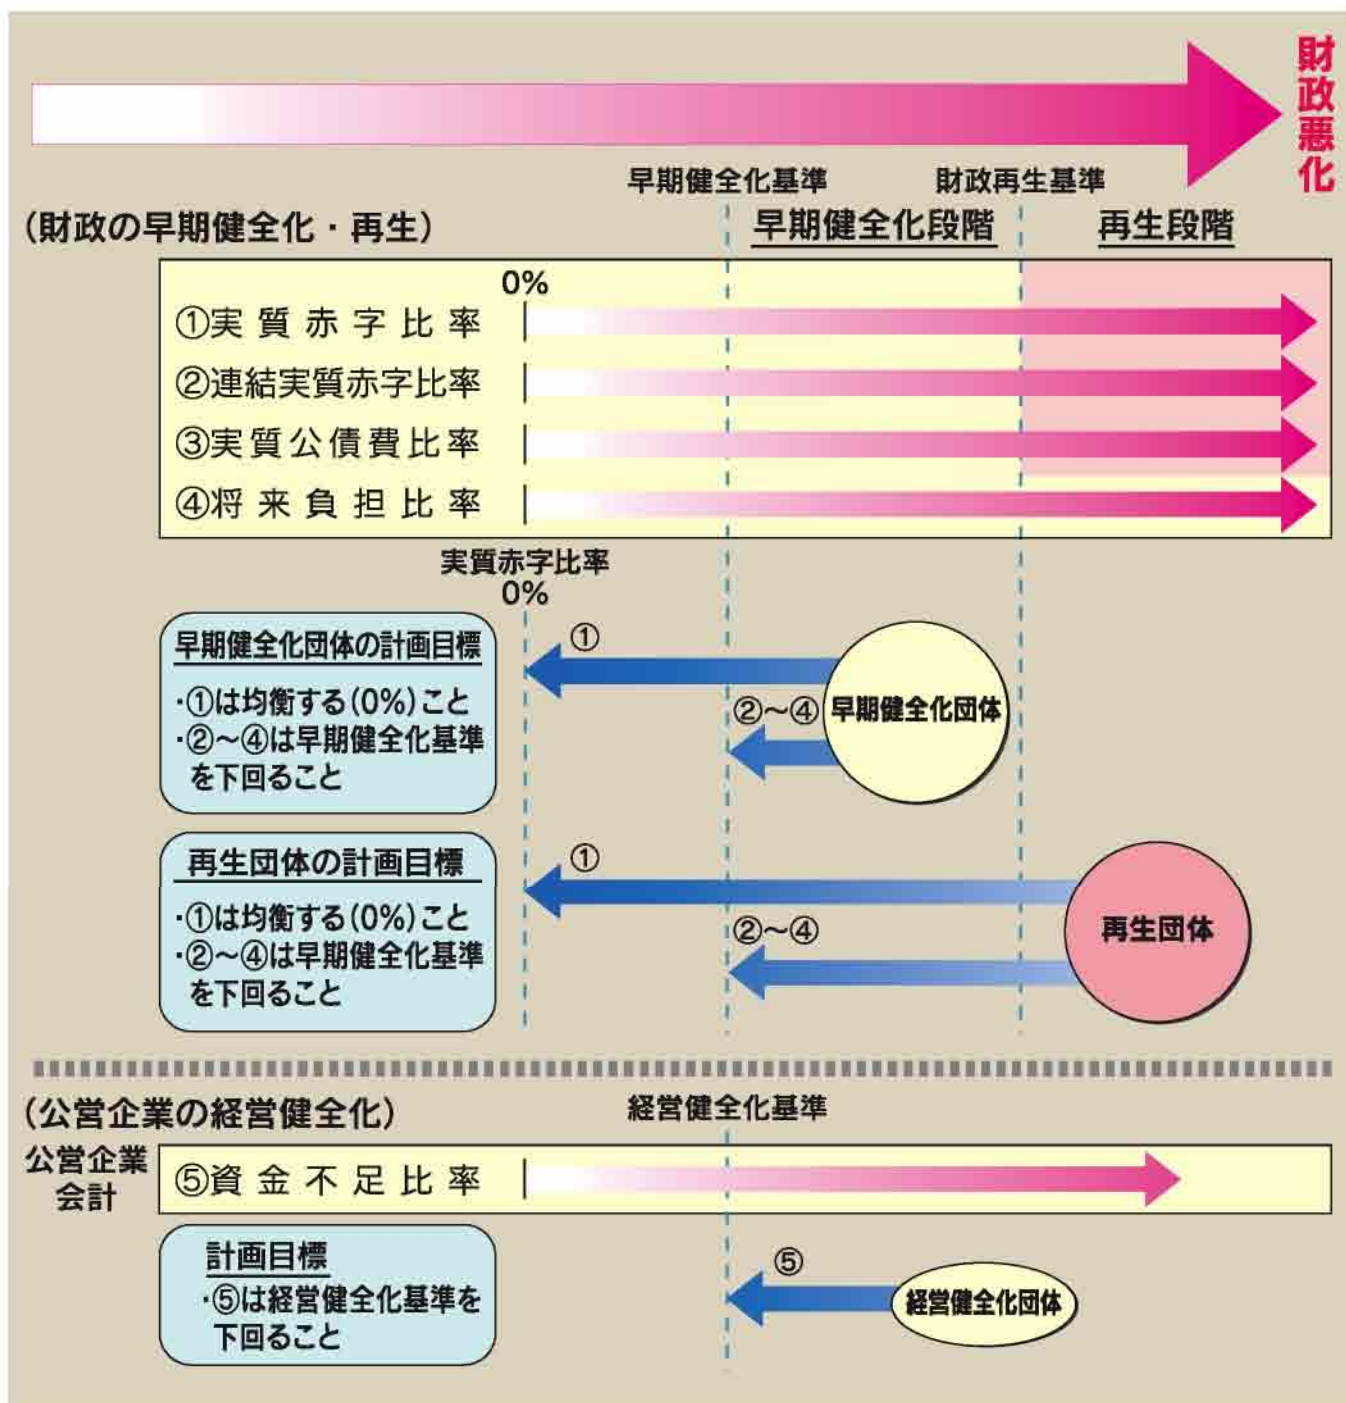 財政悪化
早期健全化基準
財政再生基準
(財政の早期健全化・再生)
早期健全化段階
再生段階
0%
①実質赤字比率
②連結実質赤字比率
③実質公債費比率
④将来負担比率
実質赤字比率
0%
早期健全化団体の計画目標
・①は均衡する(0%)こと
・②〜④は早期健全化基準
を下回ること
①
②〜④
早期健全化団体
再生団体の計画目標
・①は均衡する(0%)こと
・②〜④は早期健全化基準
を下回ること
①
②〜④
再生団体
(公営企業の経営健全化)
経営健全化基準
公営企業
会計
⑤資金不足比率
計画目標
・⑤は経営健全化基準を
下回ること
⑤
経営健全化団体